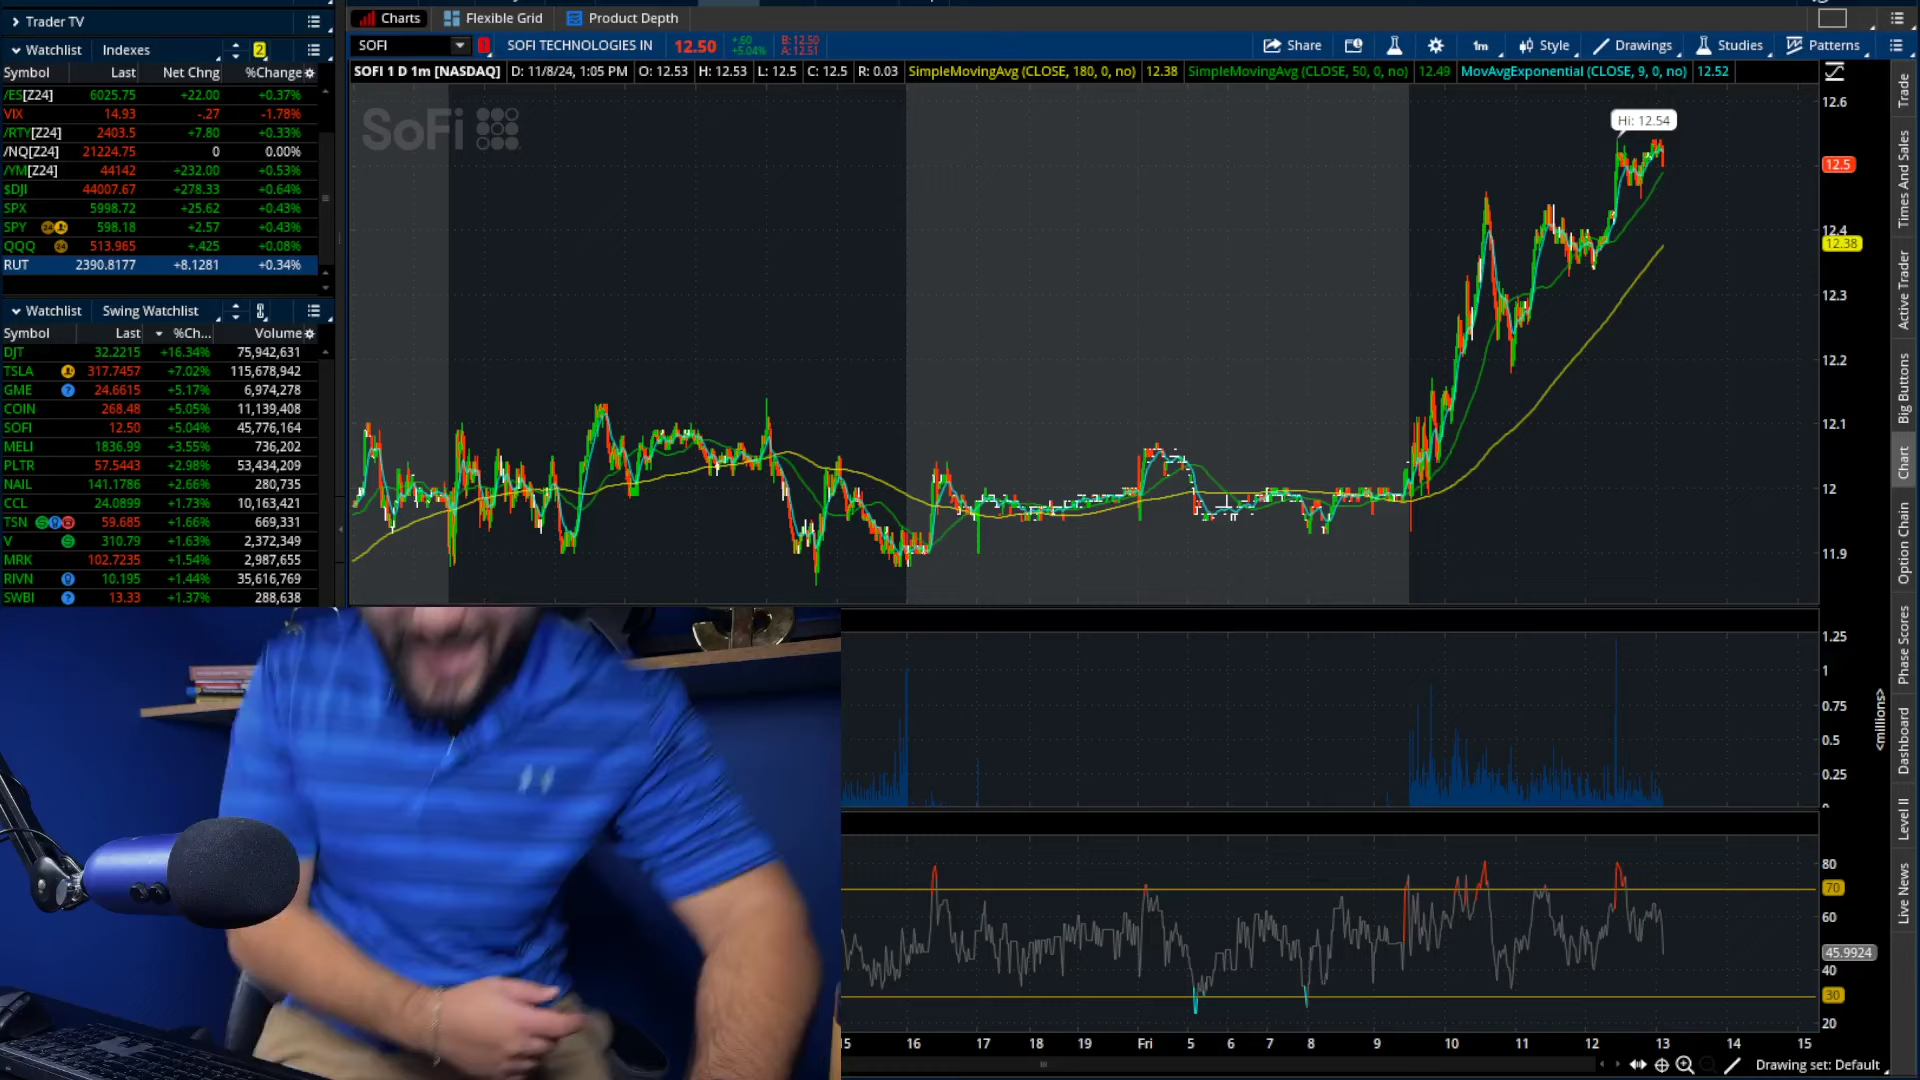 Trader TV
Charts
Flexible Grid
Product Depth
Watchlist
Indexes
2
SOFI
SOFI TECHNOLOGIES IN
12.50
+.60
+5.04%
B: 12.50
A: 12.51
Share
1m
Style
Drawings
Studies
Patterns
Symbol Last Net Chng %Change
SOFI 1 D 1m [NASDAQ] D: 11/8/24, 1:05 PM O: 12.53 H: 12.53 L: 12.5 C: 12.5 R: 0.03 SimpleMovingAvg (CLOSE, 180, 0, no) 12.38 SimpleMovingAvg (CLOSE, 50, 0, no) 12.49 MovAvgExponential (CLOSE, 9, 0, no) 12.52
/ES[Z24] 6025.75 +22.00 +0.37%
VIX 14.93 -.27 -1.78%
/RTY[Z24] 2403.5 +7.80 +0.33%
/NQ[Z24] 21224.75 0 0.00%
/YM[Z24] 44142 +232.00 +0.53%
$DJI 44007.67 +278.33 +0.64%
SPX 5998.72 +25.62 +0.43%
SPY 598.18 +2.57 +0.43%
QQQ 513.965 +.425 +0.08%
RUT 2390.8177 +8.1281 +0.34%
Watchlist
Swing Watchlist
Symbol Last %Ch... Volume
DJT 32.2215 +16.34% 75,942,631
TSLA 317.7457 +7.02% 115,678,942
GME 24.6615 +5.17% 6,974,278
COIN 268.48 +5.05% 11,139,408
SOFI 12.50 +5.04% 45,776,164
MELI 1836.99 +3.55% 736,202
PLTR 57.5443 +2.98% 53,434,209
NAIL 141.1786 +2.66% 280,735
CCL 24.0899 +1.73% 10,163,421
TSN 59.685 +1.66% 669,331
V 310.79 +1.63% 2,372,349
MRK 102.7235 +1.54% 2,987,655
RIVN 10.195 +1.44% 35,616,769
SWBI 13.33 +1.37% 288,638
SoFi
Hi: 12.54
12.6
12.5
12.4
12.38
12.3
12.2
12.1
12
11.9
1.25
1
0.75
0.5
0.25
0
<millions>
80
70
60
45.9924
40
30
20
15 16 17 18 19 Fri 5 6 7 8 9 10 11 12 13 14 15
Drawing set: Default
Trade
Times And Sales
Active Trader
Big Buttons
Chart
Option Chain
Phase Scores
Dashboard
Level II
Live News